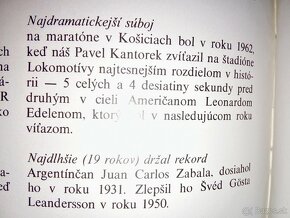 Najdramatickejší súboj
na maratóne v Košiciach bol v roku 1962,
keď náš Pavel Kantorek zvíťazil na štadióne
Lokomotívy najtesnejším rozdielom v histó-
rii — 5 celých a 4 desiatiny sekundy pred
druhým v cieli Američanom Leonardom
Edelenom, ktorý bol v nasledujúcom roku
víťazom.
Najdlhšie (19 rokov) držal rekord
Argentínčan Juan Carlos Zabala, dosiahol
ho v roku 1931. Zlepšil ho Švéd Gösta
Leandersson v roku 1950.